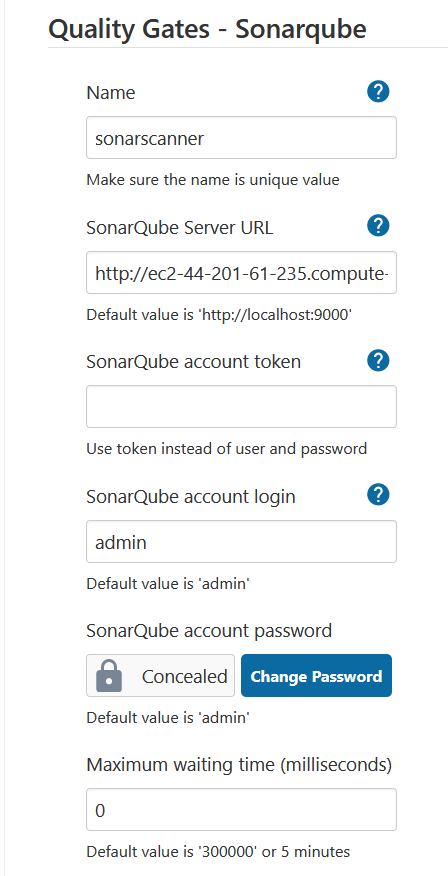 Quality Gates - Sonarqube
Name
?
sonarscanner
Make sure the name is unique value
SonarQube Server URL
?
http://ec2-44-201-61-235.compute-
Default value is 'http://localhost:9000'
SonarQube account token
?
Use token instead of user and password
SonarQube account login
?
admin
Default value is 'admin'
SonarQube account password
Concealed
Change Password
Default value is 'admin'
Maximum waiting time (milliseconds)
0
Default value is '300000' or 5 minutes